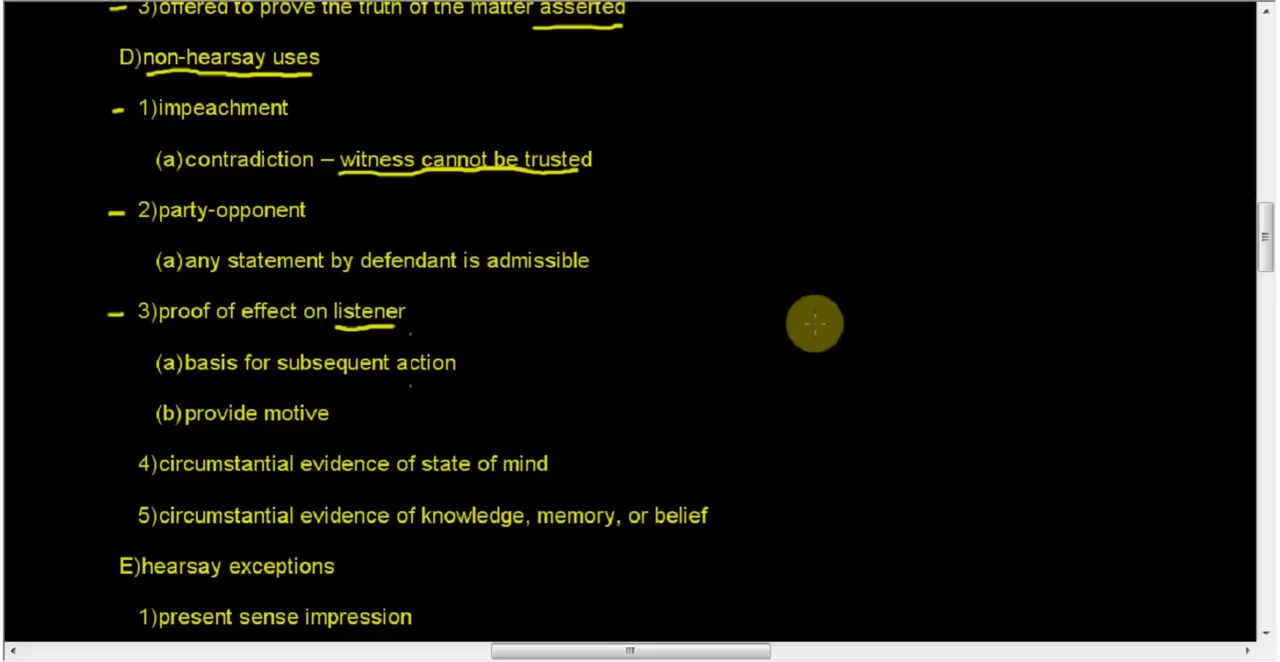 3)offered to prove the truth of the matter asserted
D)non-hearsay uses
1)impeachment
(a)contradiction – witness cannot be trusted
2)party-opponent
(a)any statement by defendant is admissible
3)proof of effect on listener
(a)basis for subsequent action
(b)provide motive
4)circumstantial evidence of state of mind
5)circumstantial evidence of knowledge, memory, or belief
E)hearsay exceptions
1)present sense impression